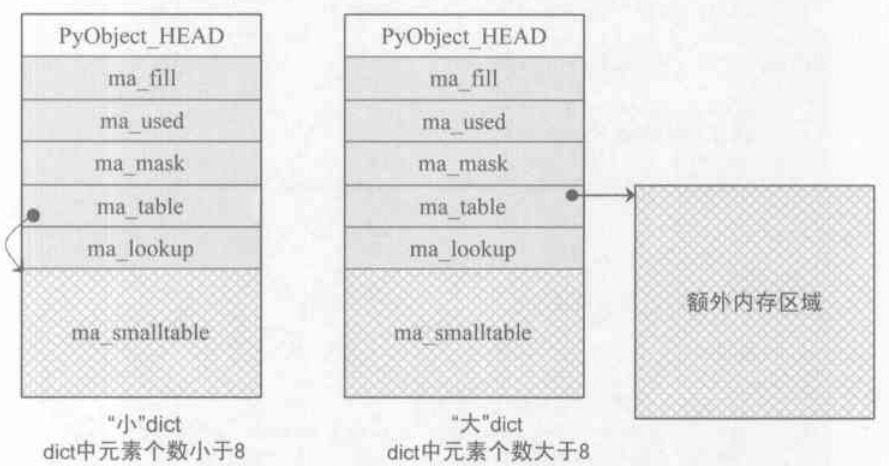 PyObject_HEAD
ma_fill
ma_used
ma_mask
ma_table
ma_lookup
ma_smalltable
“小”dict
dict中元素个数小于8
PyObject_HEAD
ma_fill
ma_used
ma_mask
ma_table
ma_lookup
ma_smalltable
“大”dict
dict中元素个数大于8
额外内存区域